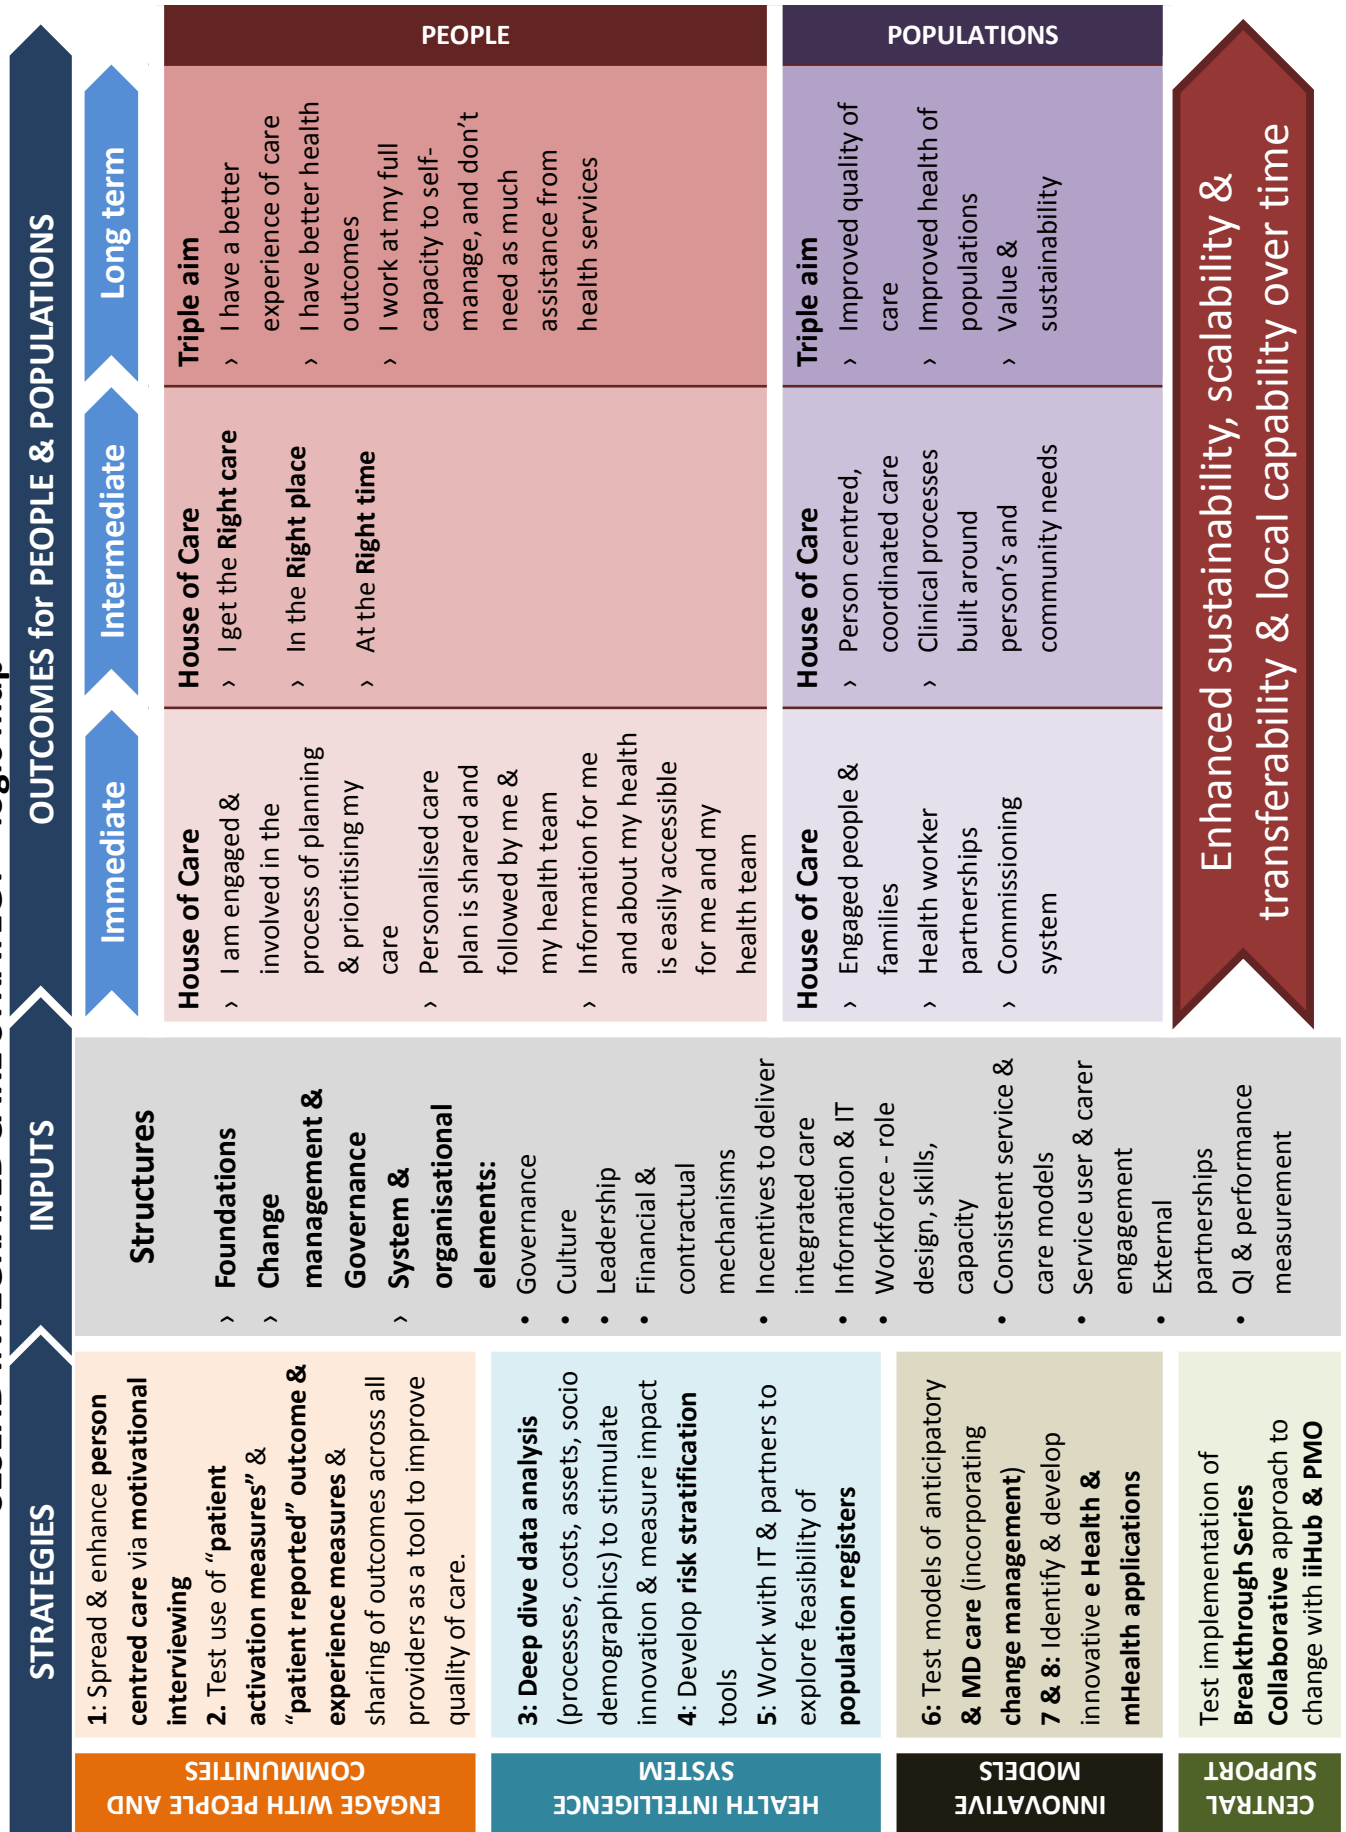 STRATEGIES
INPUTS
OUTCOMES for PEOPLE & POPULATIONS
Immediate
Intermediate
Long term
ENGAGE WITH PEOPLE AND
COMMUNITIES
1: Spread & enhance person
centred care via motivational
interviewing
2. Test use of “patient
activation measures” &
“patient reported” outcome &
experience measures &
sharing of outcomes across all
providers as a tool to improve
quality of care.
HEALTH INTELLIGENCE
SYSTEM
3: Deep dive data analysis
(processes, costs, assets, socio
demographics) to stimulate
innovation & measure impact
4: Develop risk stratification
tools
5: Work with IT & partners to
explore feasibility of
population registers
INNOVATIVE
MODELS
6: Test models of anticipatory
& MD care (incorporating
change management)
7 & 8: Identify & develop
innovative e Health &
mHealth applications
CENTRAL
SUPPORT
Test implementation of
Breakthrough Series
Collaborative approach to
change with iiHub & PMO
Structures
› Foundations
› Change
management &
Governance
› System &
organisational
elements:
• Governance
• Culture
• Leadership
• Financial &
contractual
mechanisms
• Incentives to deliver
integrated care
• Information & IT
• Workforce - role
design, skills,
capacity
• Consistent service &
care models
• Service user & carer
engagement
• External
partnerships
• QI & performance
measurement
House of Care
› I am engaged &
involved in the
process of planning
& prioritising my
care
› Personalised care
plan is shared and
followed by me &
my health team
› Information for me
and about my health
is easily accessible
for me and my
health team
House of Care
› I get the Right care
› In the Right place
› At the Right time
Triple aim
› I have a better
experience of care
› I have better health
outcomes
› I work at my full
capacity to self-
manage, and don’t
need as much
assistance from
health services
PEOPLE
House of Care
› Engaged people &
families
› Health worker
partnerships
› Commissioning
system
House of Care
› Person centred,
coordinated care
› Clinical processes
built around
person’s and
community needs
Triple aim
› Improved quality of
care
› Improved health of
populations
› Value &
sustainability
POPULATIONS
Enhanced sustainability, scalability &
transferability & local capability over time